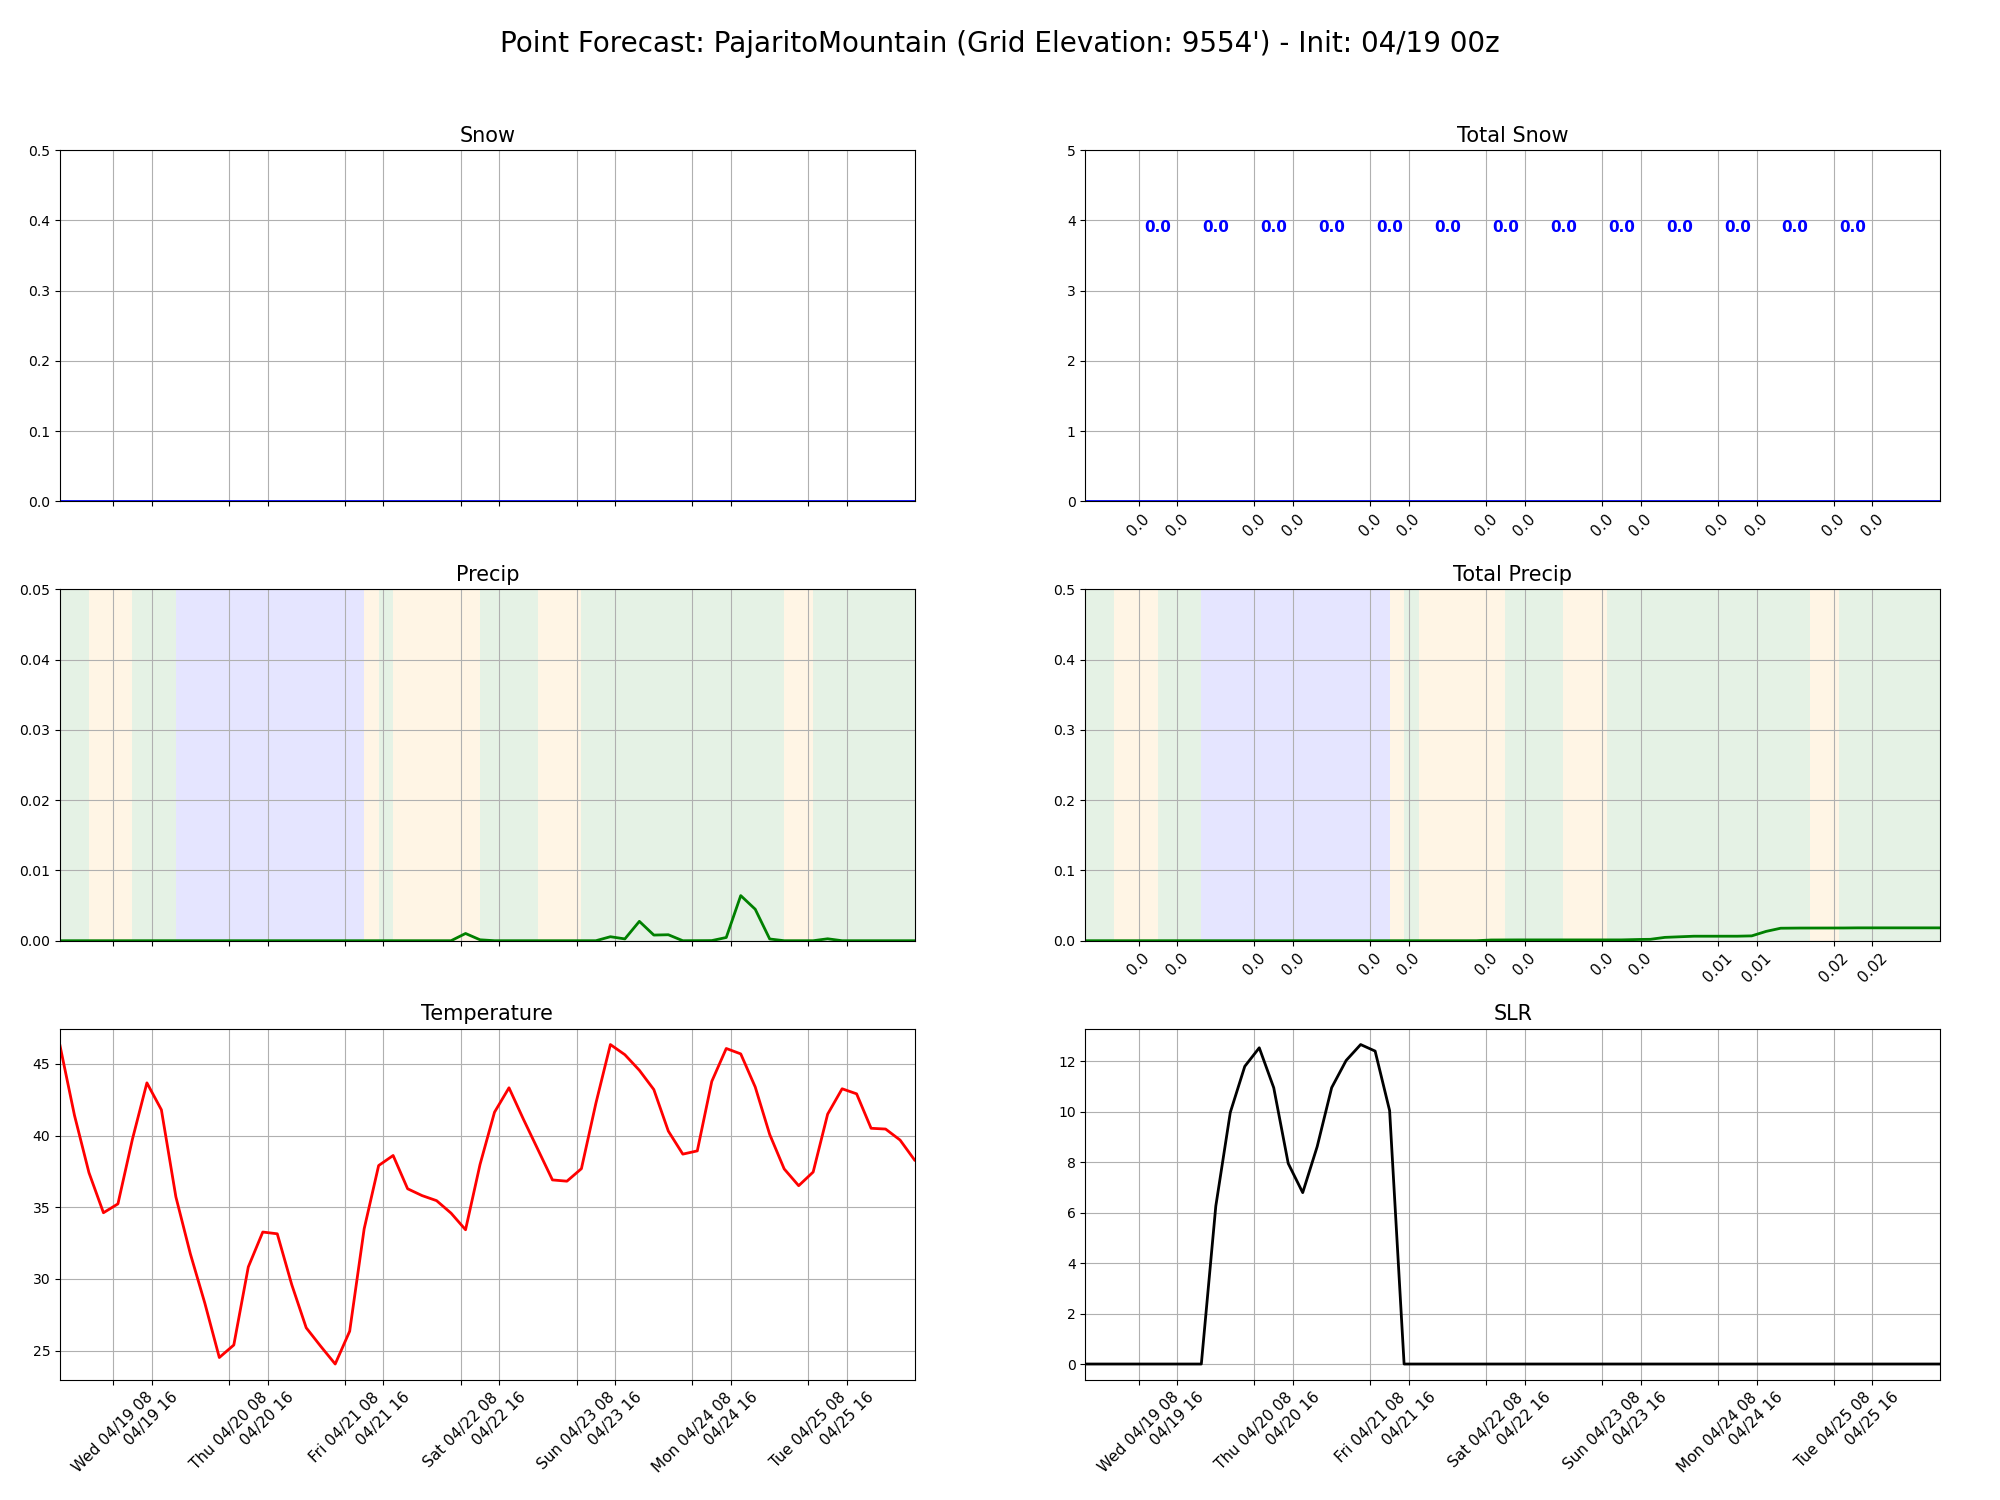 Point Forecast: PajaritoMountain (Grid Elevation: 9554') - Init: 04/19 00z
Snow
0.5
0.4
0.3
0.2
0.1
0.0
Total Snow
5
4
3
2
1
0
0.0 0.0 0.0 0.0 0.0 0.0 0.0 0.0 0.0 0.0 0.0 0.0 0.0
0.0 0.0 0.0 0.0 0.0 0.0 0.0 0.0 0.0 0.0 0.0 0.0 0.0 0.0
Precip
0.05
0.04
0.03
0.02
0.01
0.00
Total Precip
0.5
0.4
0.3
0.2
0.1
0.0
0.0 0.0 0.0 0.0 0.0 0.0 0.0 0.0 0.0 0.0 0.01 0.01 0.02 0.02
Temperature
45
40
35
30
25
Wed 04/19 08
04/19 16
Thu 04/20 08
04/20 16
Fri 04/21 08
04/21 16
Sat 04/22 08
04/22 16
Sun 04/23 08
04/23 16
Mon 04/24 08
04/24 16
Tue 04/25 08
04/25 16
SLR
12
10
8
6
4
2
0
Wed 04/19 08
04/19 16
Thu 04/20 08
04/20 16
Fri 04/21 08
04/21 16
Sat 04/22 08
04/22 16
Sun 04/23 08
04/23 16
Mon 04/24 08
04/24 16
Tue 04/25 08
04/25 16